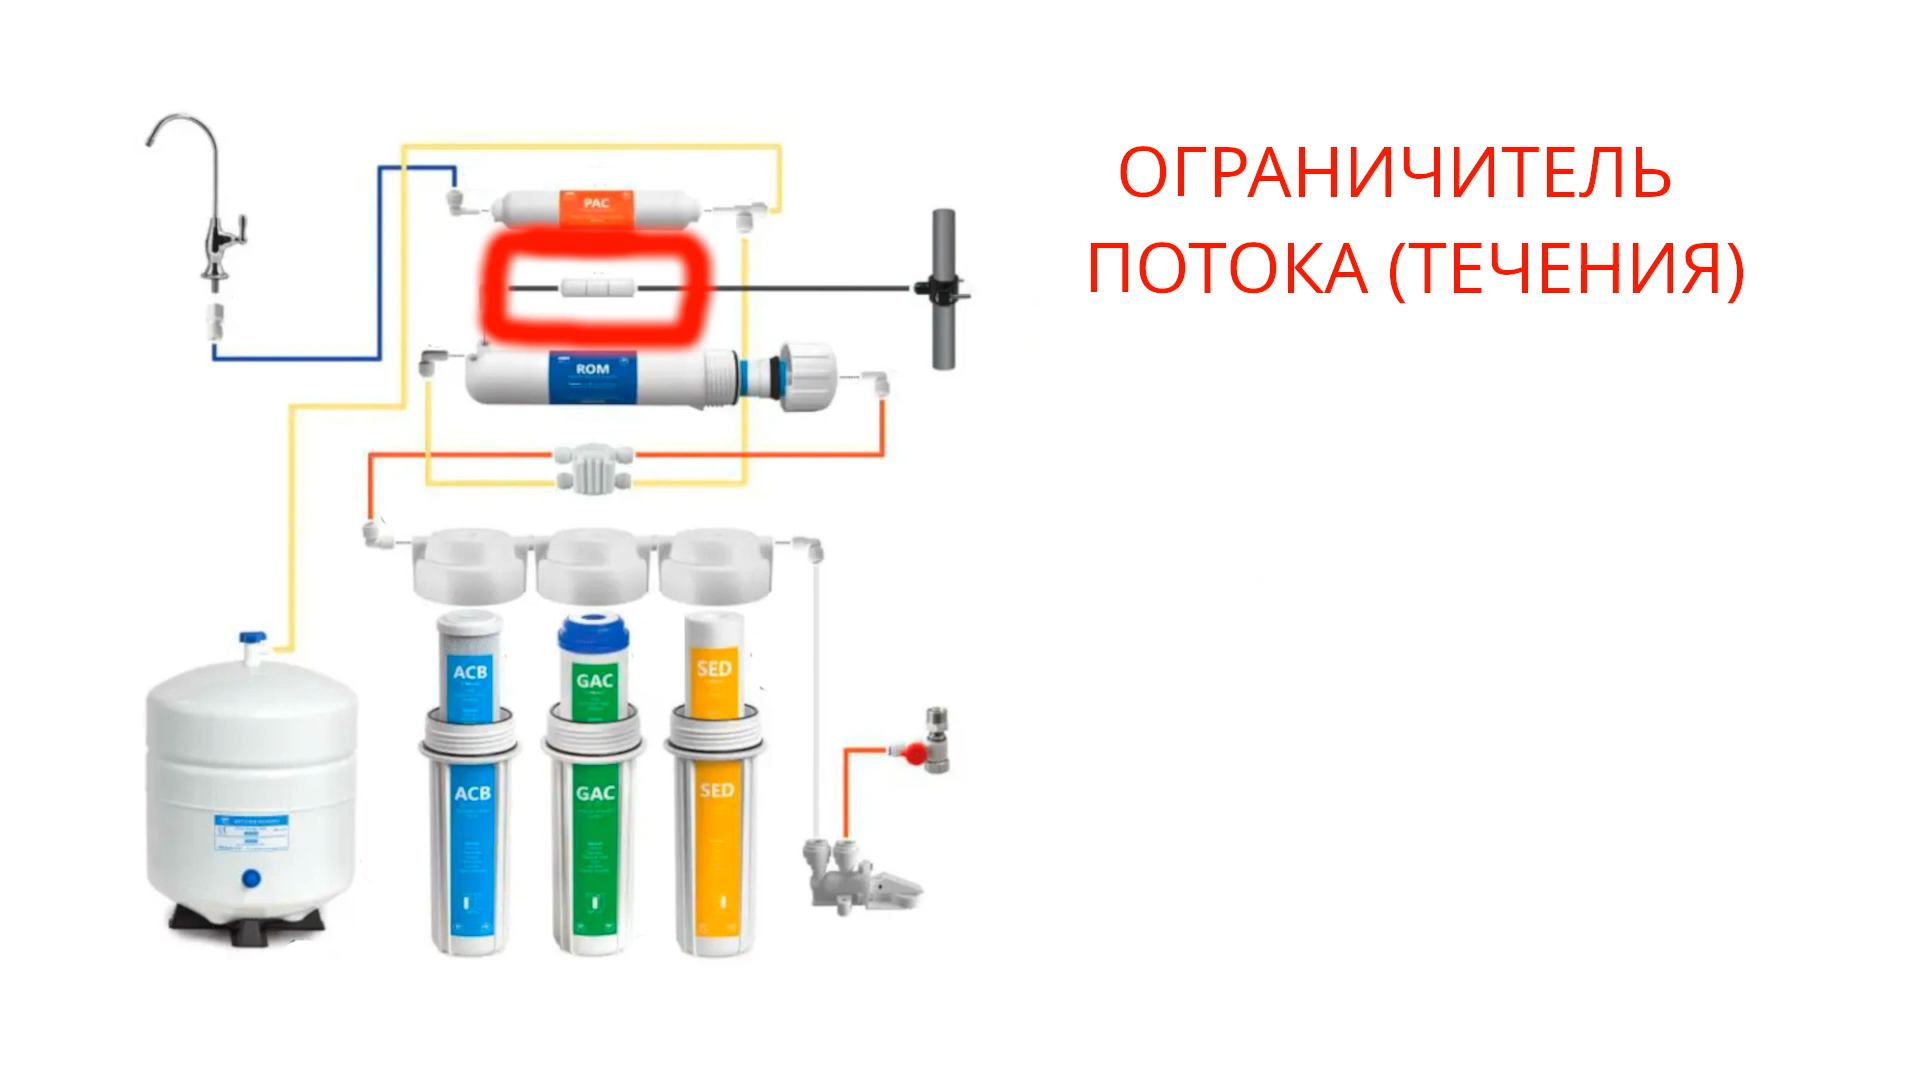 ОГРАНИЧИТЕЛЬ
ПОТОКА (ТЕЧЕНИЯ)
PAC
ROM
ACB
GAC
SED
ACB
GAC
SED